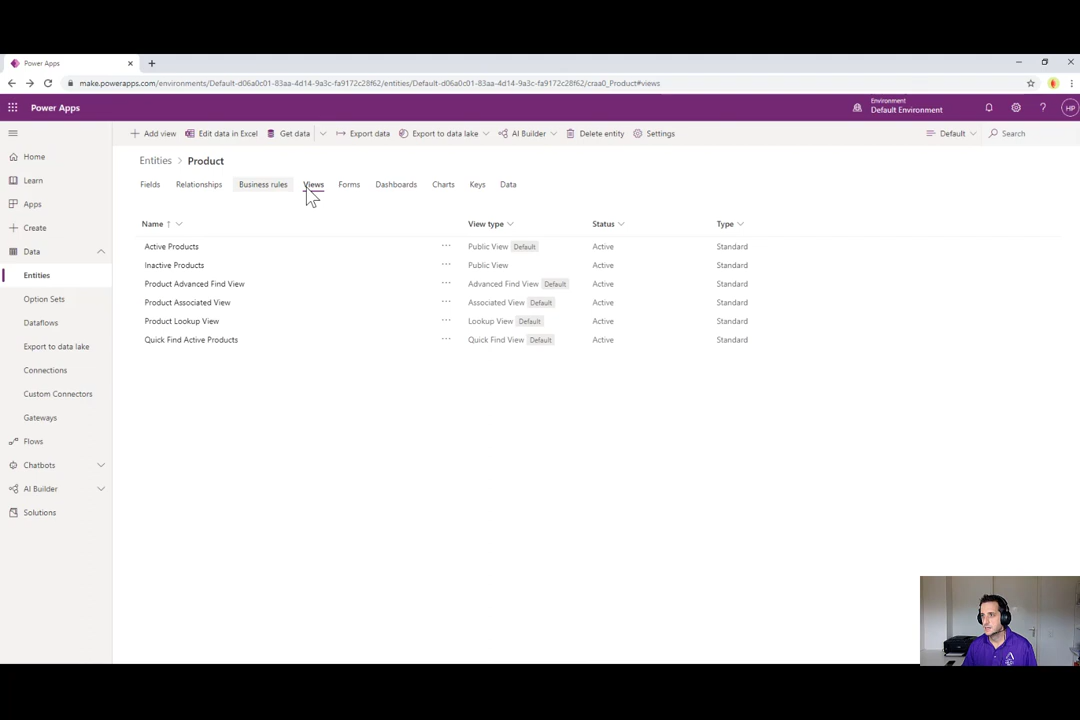 Power Apps
make.powerapps.com/environments/Default-d06a0c01-83aa-4d14-9a3c-fa9172c28f62/entities/Default-d06a0c01-83aa-4d14-9a3c-fa9172c28f62/craa0_Product#views
Power Apps
Environment
Default Environment
HP
Add view Edit data in Excel Get data Export data Export to data lake AI Builder Delete entity Settings Default Search
Home
Learn
Apps
Create
Data
Entities
Option Sets
Dataflows
Export to data lake
Connections
Custom Connectors
Gateways
Flows
Chatbots
AI Builder
Solutions
Entities > Product
Fields Relationships Business rules Views Forms Dashboards Charts Keys Data
Name ↑ View type Status Type
Active Products ... Public View Default Active Standard
Inactive Products ... Public View Active Standard
Product Advanced Find View ... Advanced Find View Default Active Standard
Product Associated View ... Associated View Default Active Standard
Product Lookup View ... Lookup View Default Active Standard
Quick Find Active Products ... Quick Find View Default Active Standard